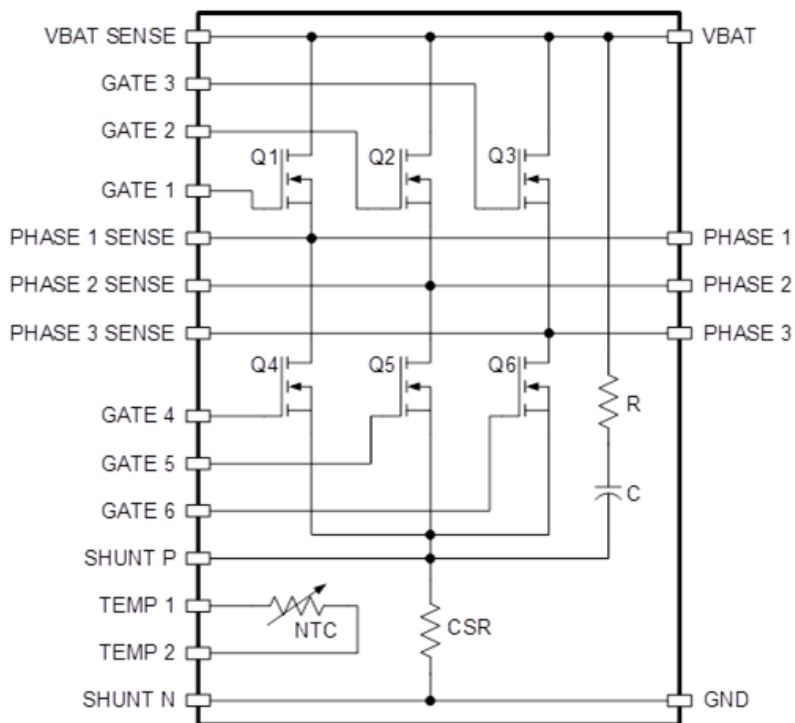 VBAT SENSE
VBAT
GATE 3
GATE 2
Q1
Q2
Q3
GATE 1
PHASE 1 SENSE
PHASE 1
PHASE 2 SENSE
PHASE 2
PHASE 3 SENSE
PHASE 3
Q4
Q5
Q6
R
GATE 4
GATE 5
C
GATE 6
SHUNT P
TEMP 1
NTC
CSR
TEMP 2
SHUNT N
GND